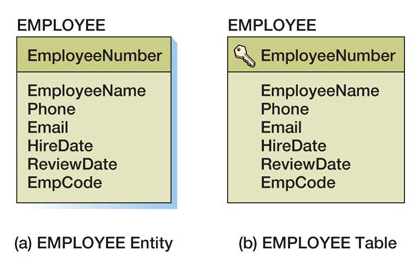 EMPLOYEE
EmployeeNumber
EmployeeName
Phone
Email
HireDate
ReviewDate
EmpCode
(a) EMPLOYEE Entity
EMPLOYEE
EmployeeNumber
EmployeeName
Phone
Email
HireDate
ReviewDate
EmpCode
(b) EMPLOYEE Table